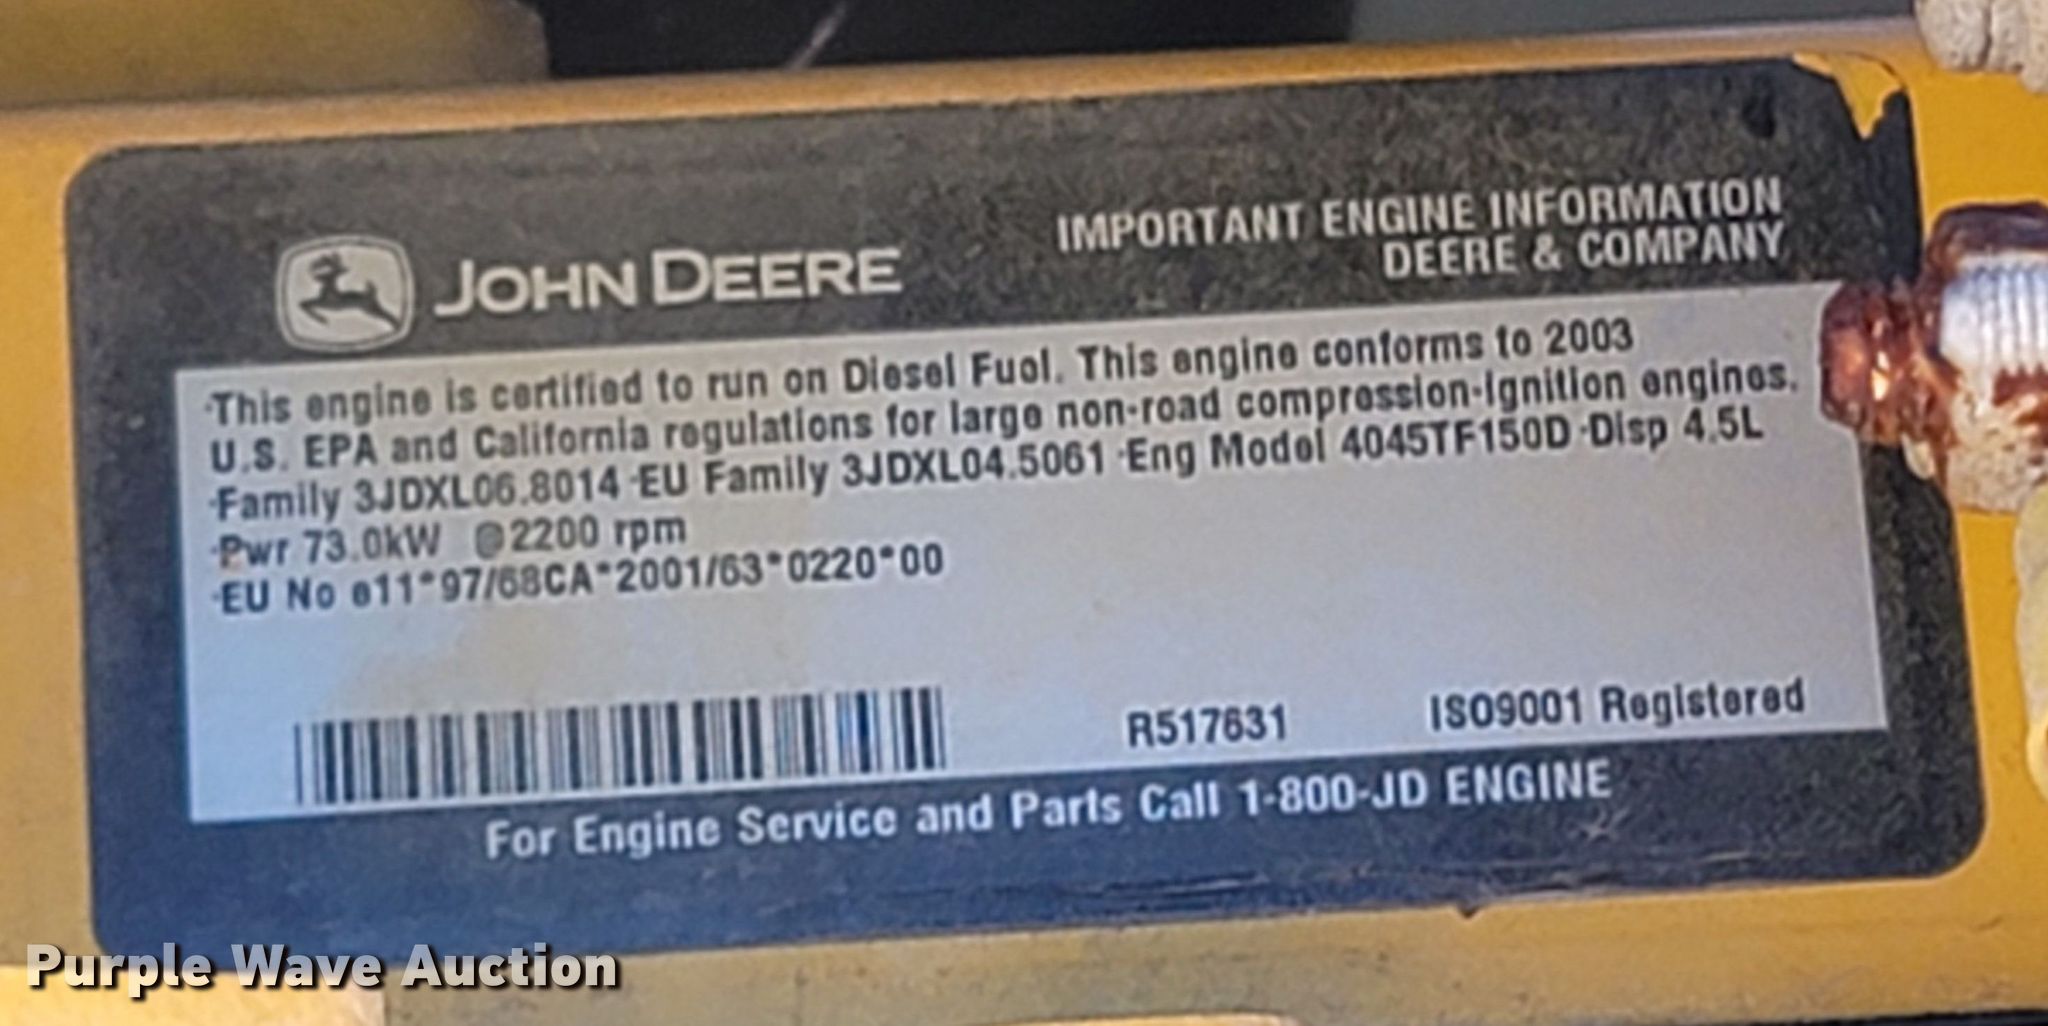 JOHN DEERE
IMPORTANT ENGINE INFORMATION
DEERE & COMPANY
·This engine is certified to run on Diesel Fuel. This engine conforms to 2003
U.S. EPA and California regulations for large non-road compression-ignition engines.
·Family 3JDXL06.8014 ·EU Family 3JDXL04.5061 ·Eng Model 4045TF150D ·Disp 4.5L
·Pwr 73.0kW @2200 rpm
·EU No e11*97/68CA*2001/63*0220*00
R517631 ISO9001 Registered
For Engine Service and Parts Call 1-800-JD ENGINE
Purple Wave Auction